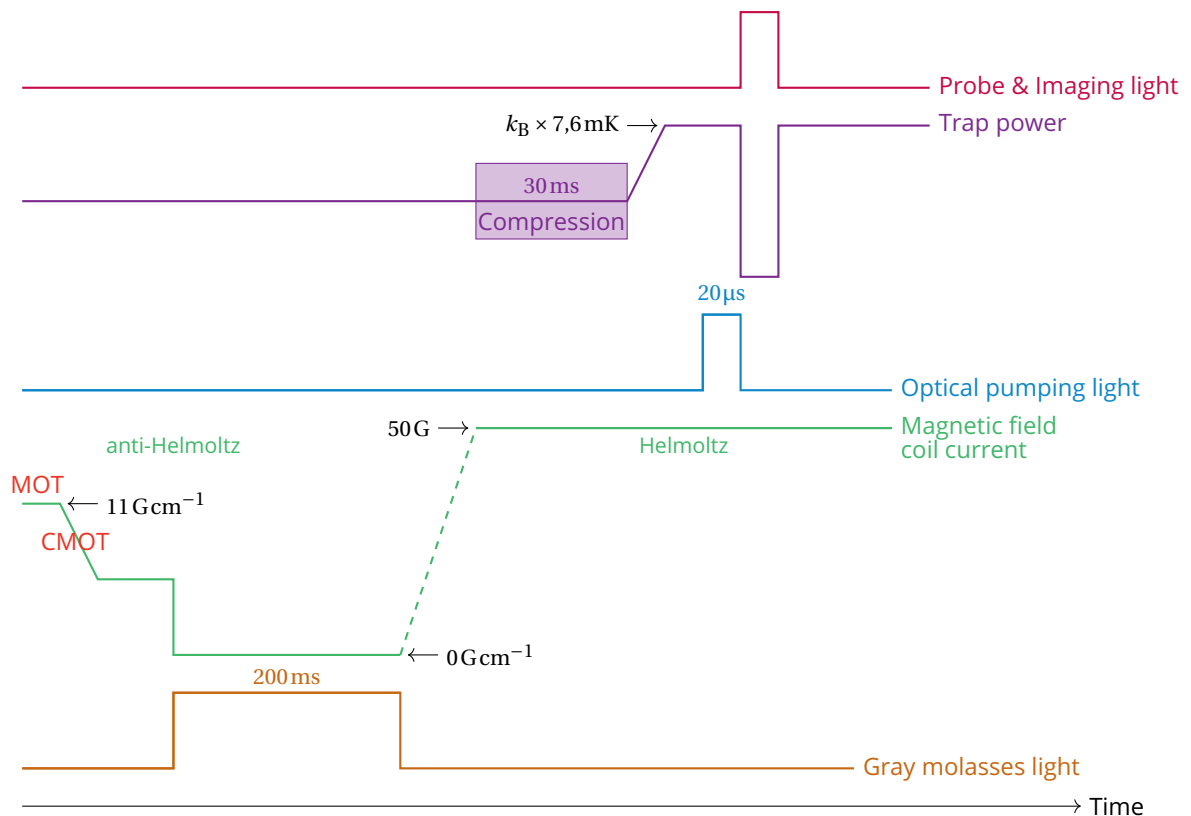 Probe & Imaging light
k_B × 7,6 mK
Trap power
30 ms
Compression
20 µs
Optical pumping light
50 G
Magnetic field
coil current
anti-Helmoltz
Helmoltz
MOT
11 G cm⁻¹
CMOT
0 G cm⁻¹
200 ms
Gray molasses light
Time